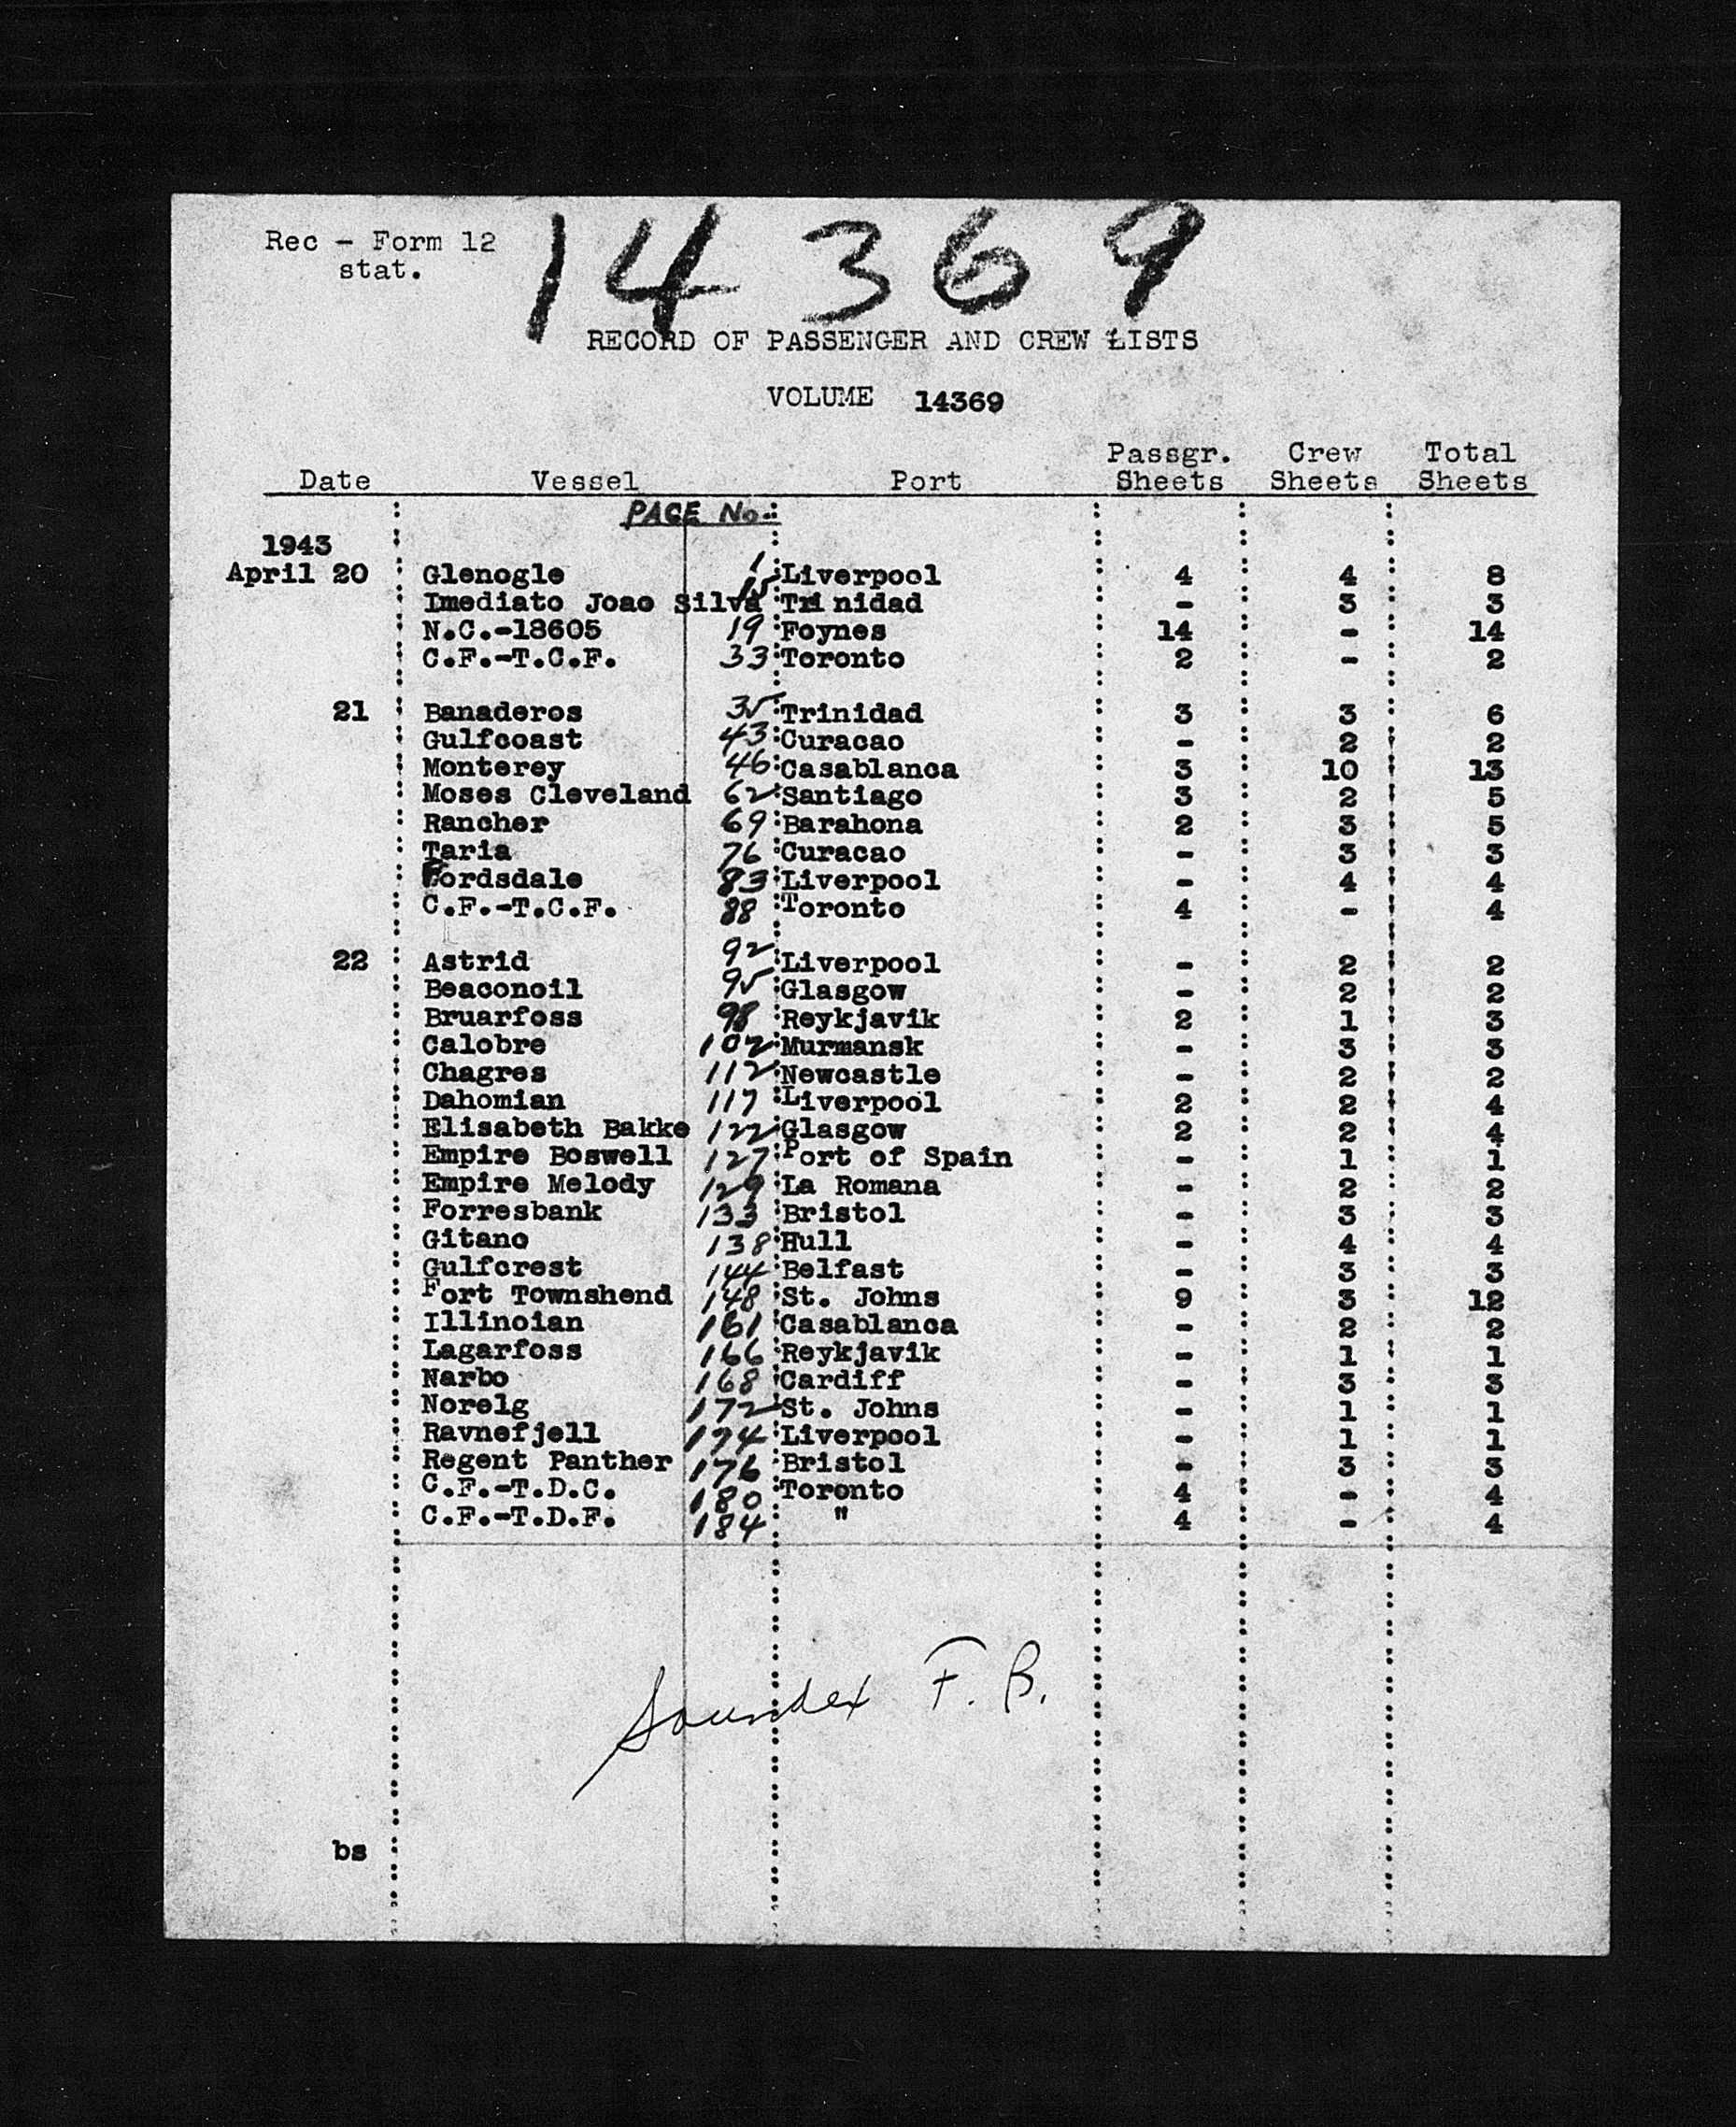 14369
Rec - Form 12
stat.
RECORD OF PASSENGER AND CREW LISTS
VOLUME 14369
Date Vessel Port Passgr. Sheets Crew Sheets Total Sheets
PAGE No.
1943
April 20 Glenogle 1 Liverpool 4 4 8
Imediato Joao Silva 15 Trinidad - 3 3
N.C.-18605 19 Foynes 14 - 14
C.F.-T.C.F. 33 Toronto 2 - 2
21 Banaderos 35 Trinidad 3 3 6
Gulfcoast 43 Curacao - 2 2
Monterey 46 Casablanca 3 10 13
Moses Cleveland 62 Santiago 3 2 5
Rancher 69 Barahona 2 3 5
Taria 76 Curacao - 3 3
Fordsdale 83 Liverpool - 4 4
C.F.-T.C.F. 88 Toronto 4 - 4
22 Astrid 92 Liverpool - 2 2
Beaconoil 95 Glasgow - 2 2
Bruarfoss 98 Reykjavik 2 1 3
Calobre 102 Murmansk - 3 3
Chagres 112 Newcastle - 2 2
Dahomian 117 Liverpool 2 2 4
Elisabeth Bakke 122 Glasgow 2 2 4
Empire Boswell 127 Port of Spain - 1 1
Empire Melody 129 La Romana - 2 2
Forresbank 133 Bristol - 3 3
Gitano 138 Hull - 4 4
Gulfcrest 144 Belfast - 3 3
Fort Townshend 148 St. Johns 9 3 12
Illinoian 161 Casablanca - 2 2
Lagarfoss 166 Reykjavik - 1 1
Narbo 168 Cardiff - 3 3
Norelg 172 St. Johns - 1 1
Ravnefjell 174 Liverpool - 1 1
Regent Panther 176 Bristol - 3 3
C.F.-T.D.C. 180 Toronto 4 - 4
C.F.-T.D.F. 184 " 4 - 4
Soundex F. B.
bs